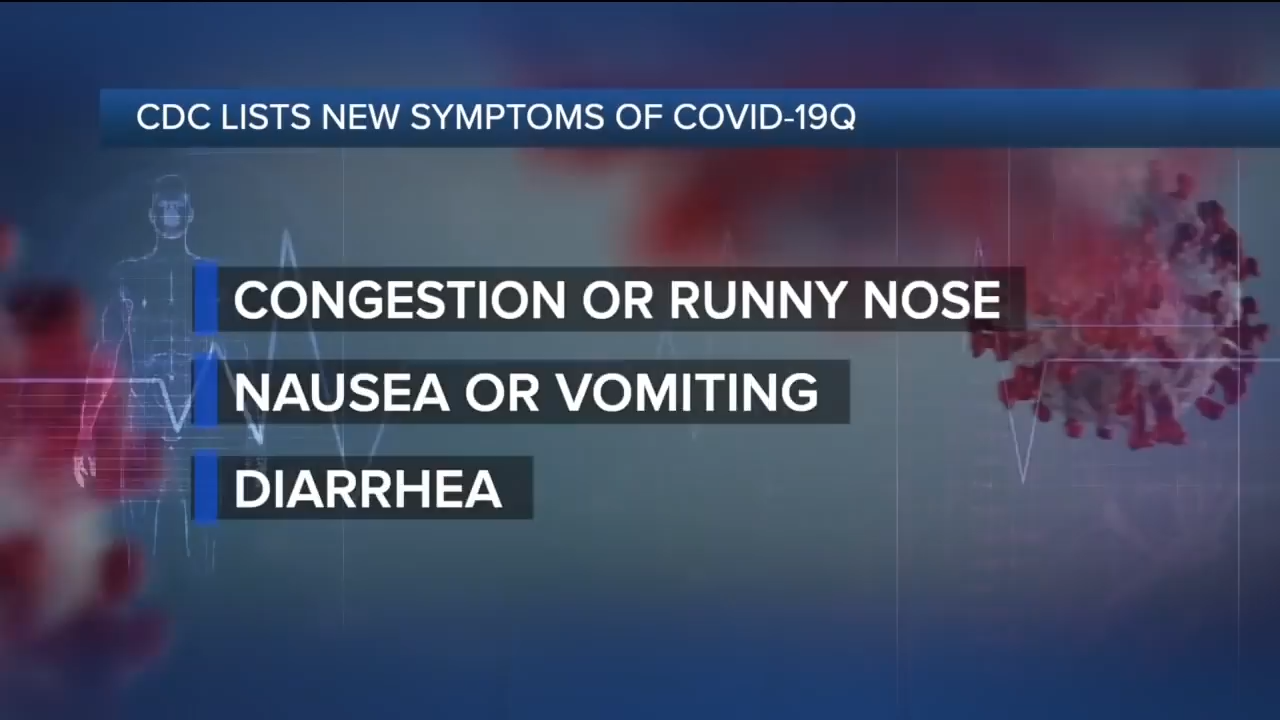 CDC LISTS NEW SYMPTOMS OF COVID-19Q
CONGESTION OR RUNNY NOSE
NAUSEA OR VOMITING
DIARRHEA